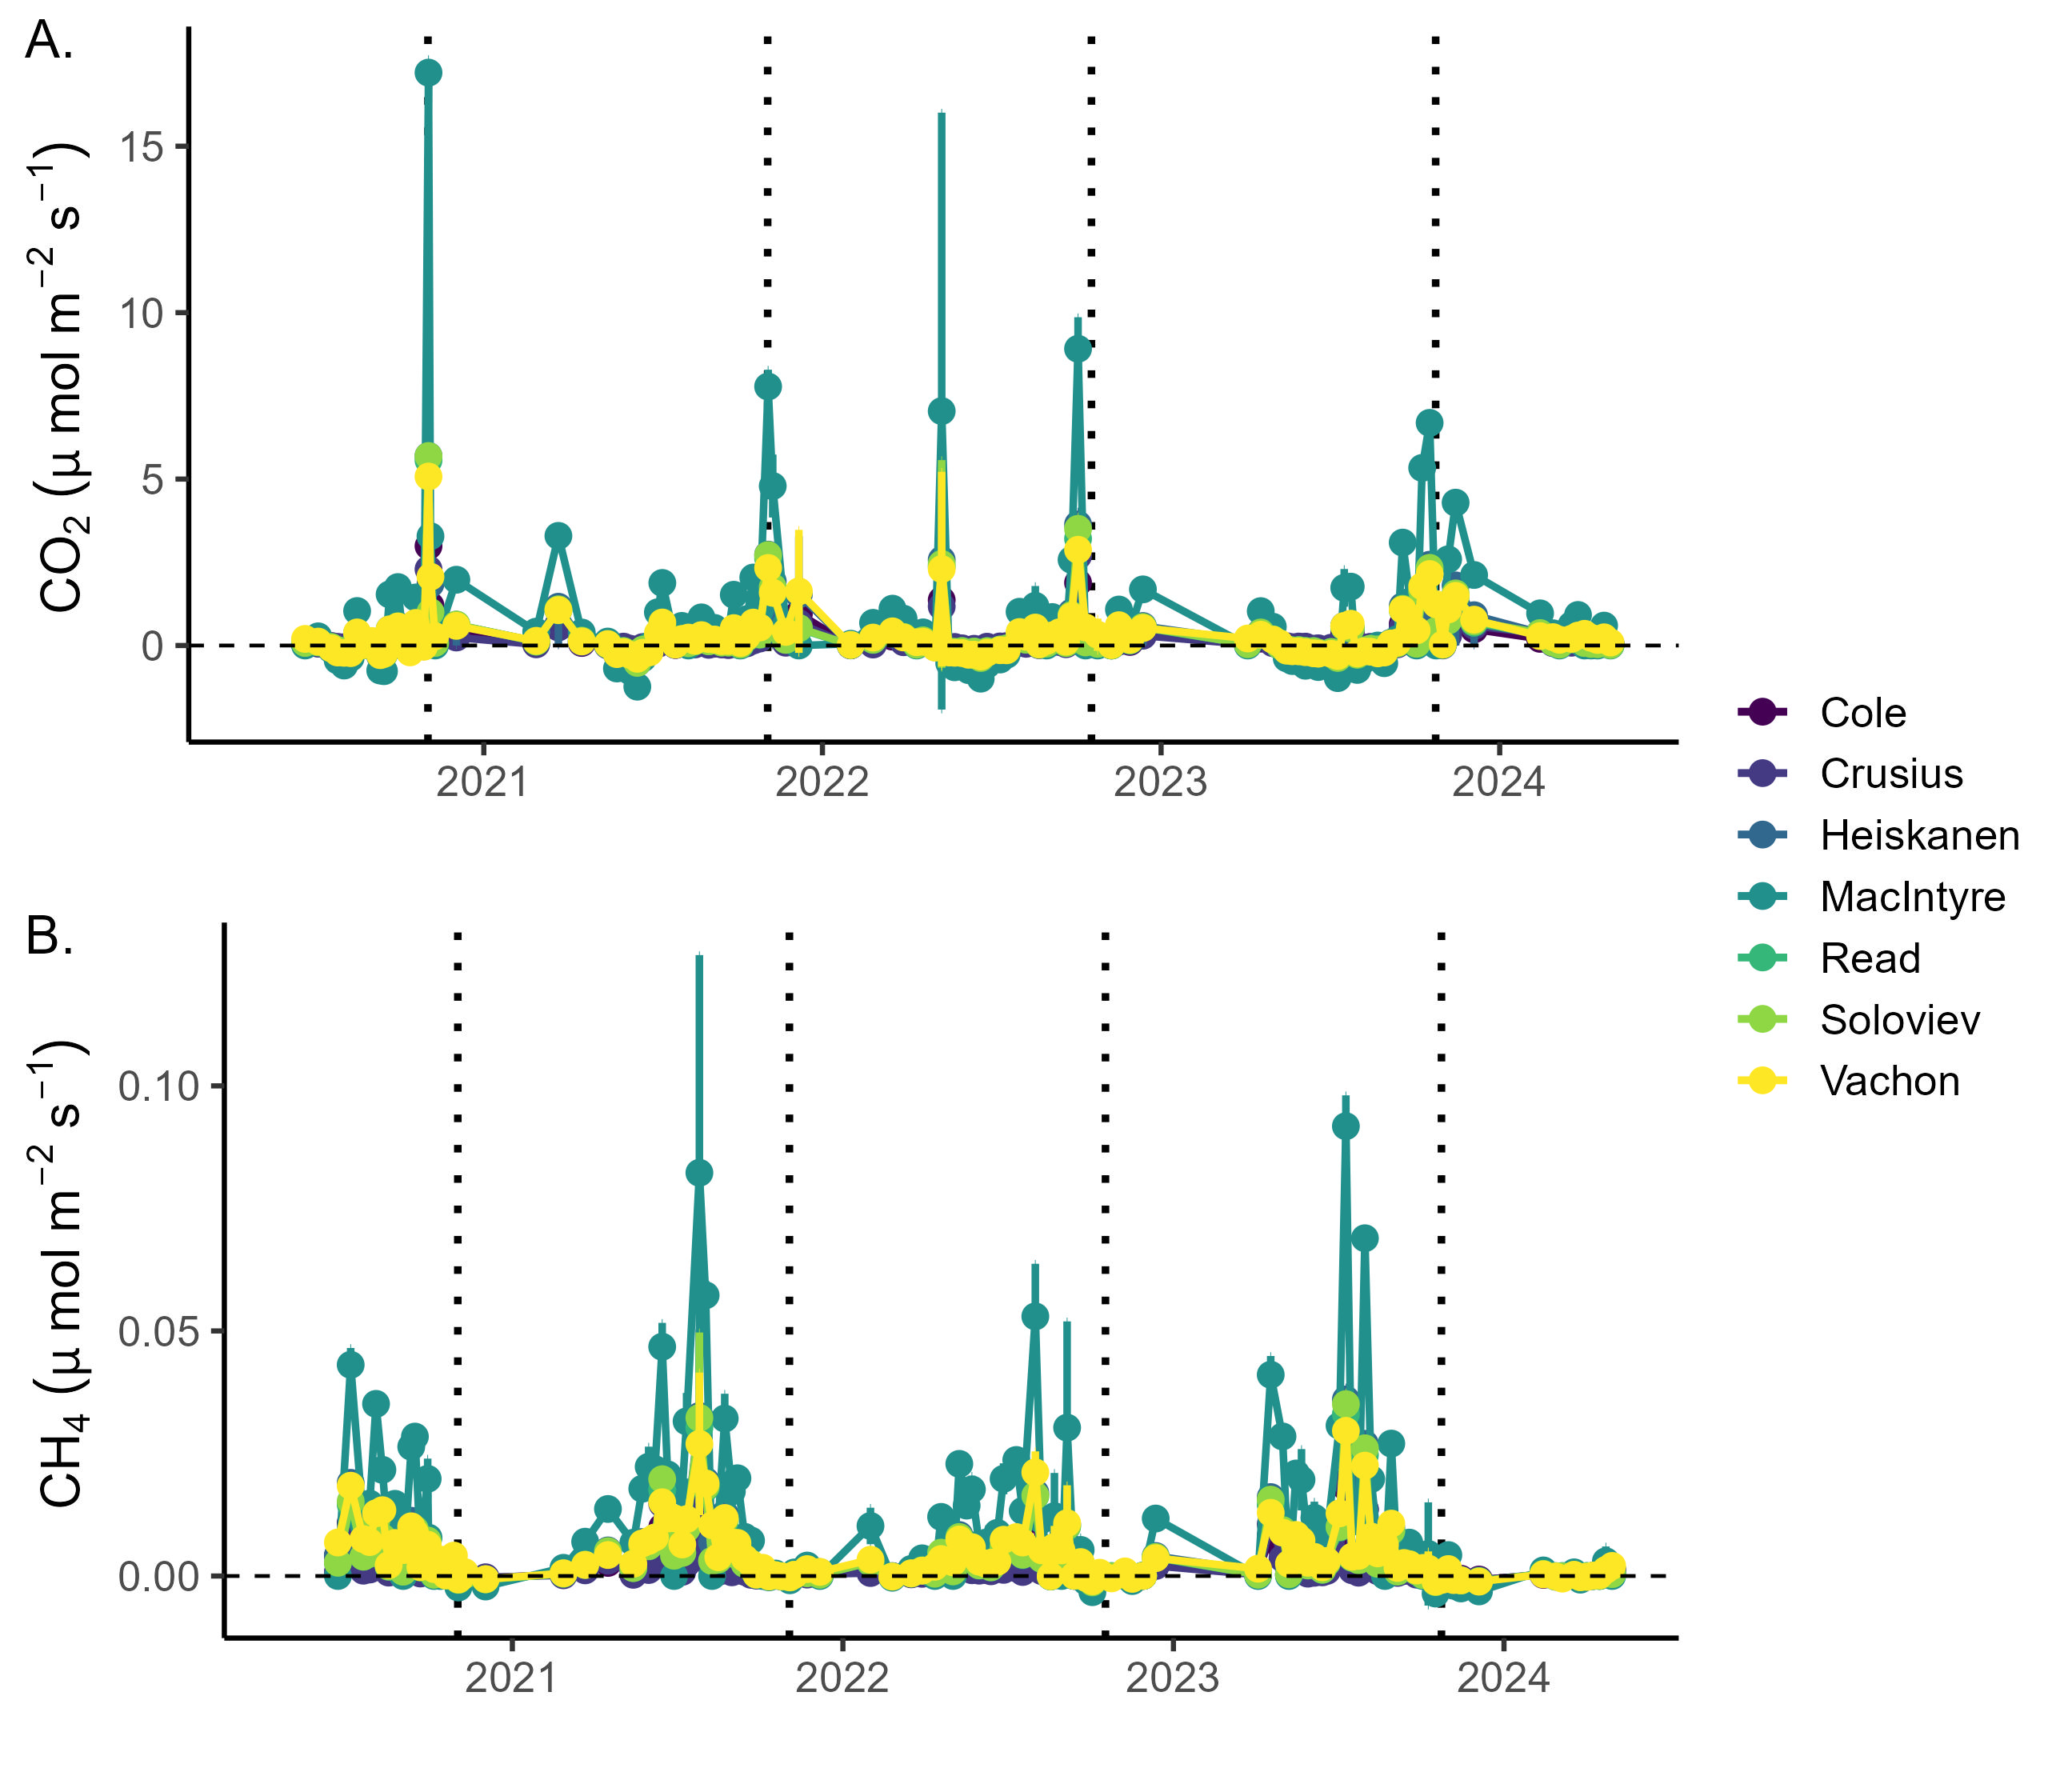 A.
CO₂ (µ mol m⁻² s⁻¹)
15
10
5
0
2021 2022 2023 2024
Cole
Crusius
Heiskanen
MacIntyre
Read
Soloviev
Vachon
B.
CH₄ (µ mol m⁻² s⁻¹)
0.10
0.05
0.00
2021 2022 2023 2024